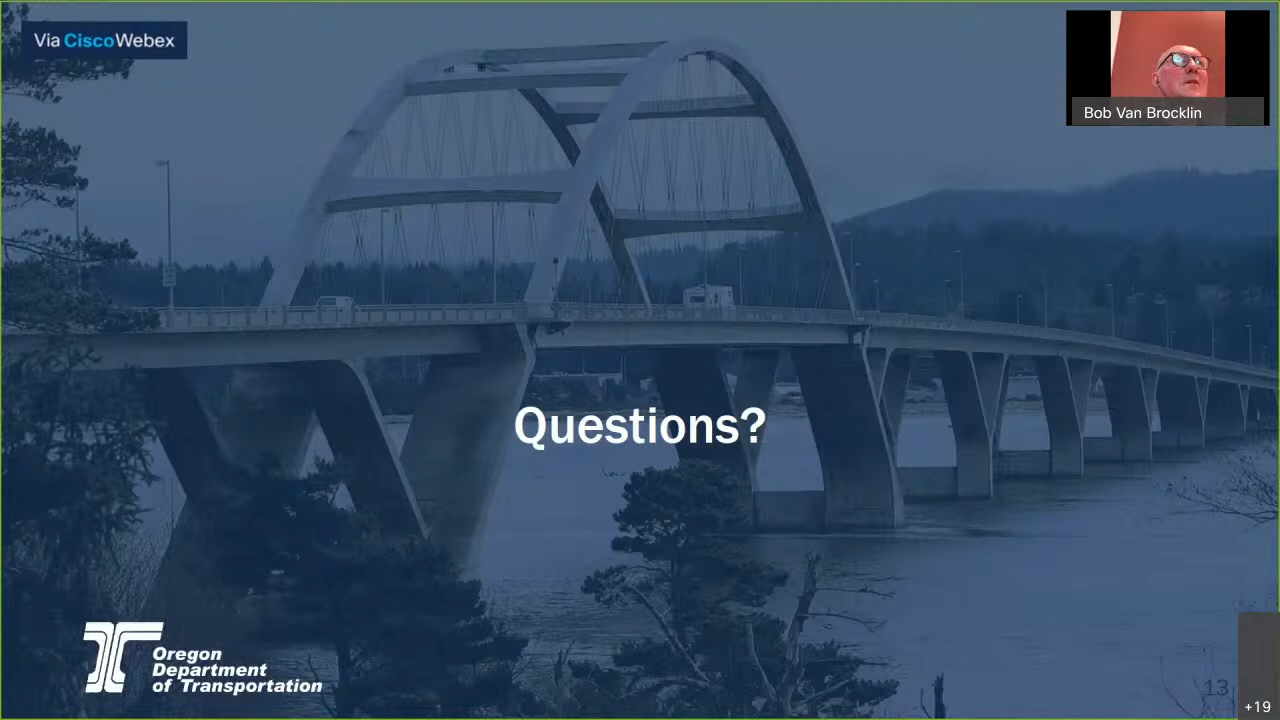 Via CiscoWebex
Bob Van Brocklin
Questions?
Oregon
Department
of Transportation
13
+19